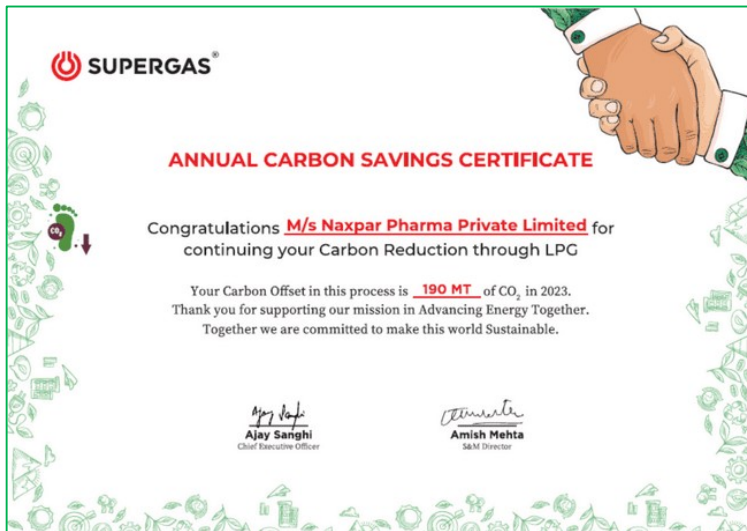 SUPERGAS®
ANNUAL CARBON SAVINGS CERTIFICATE
Congratulations M/s Naxpar Pharma Private Limited for
continuing your Carbon Reduction through LPG
CO₂
Your Carbon Offset in this process is 190 MT of CO₂ in 2023.
Thank you for supporting our mission in Advancing Energy Together.
Together we are committed to make this world Sustainable.
Ajay Sanghi
Ajay Sanghi
Chief Executive Officer
Amish Mehta
S&M Director